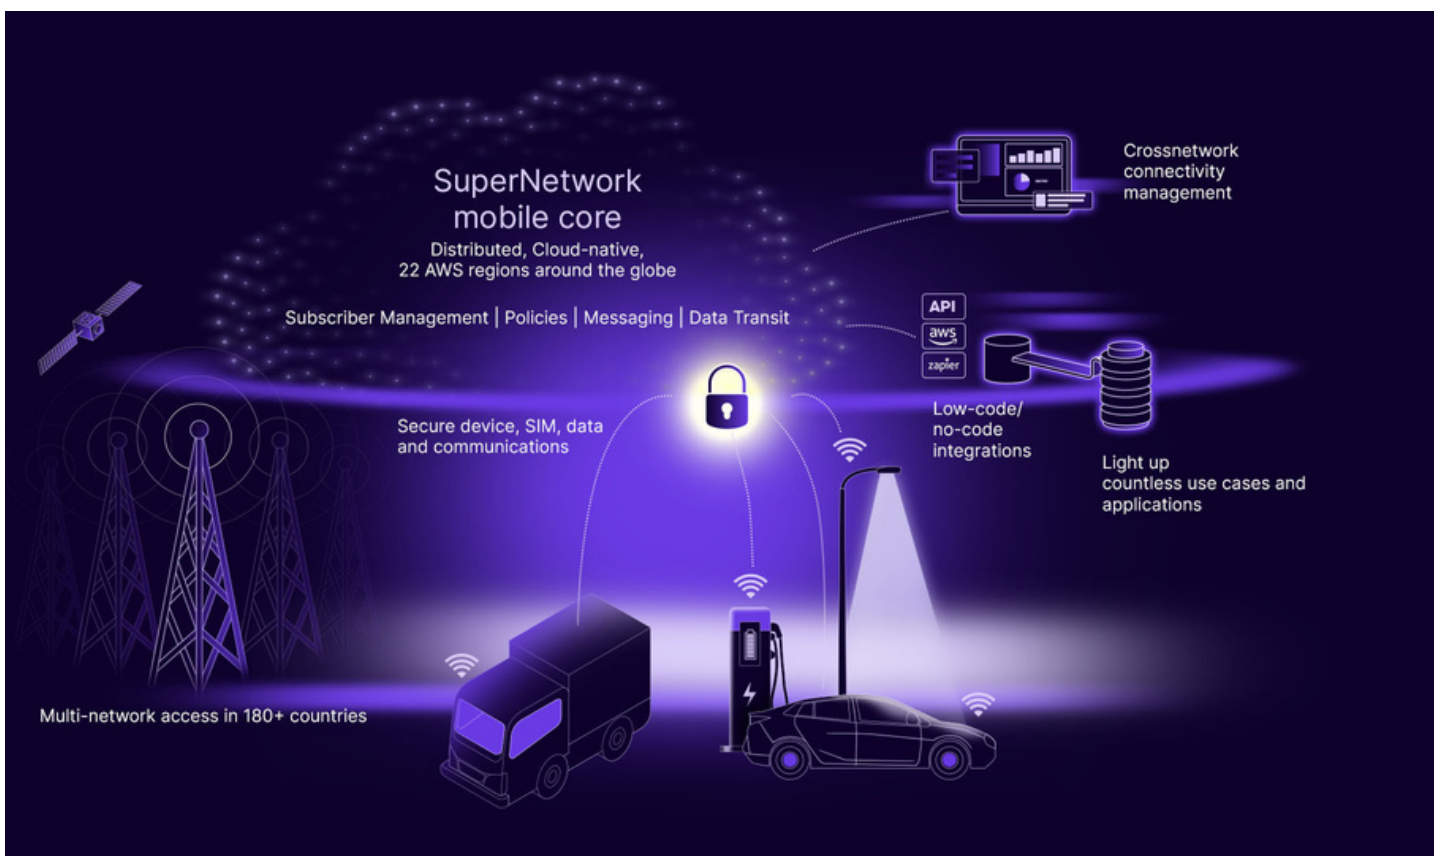 SuperNetwork
mobile core
Distributed, Cloud-native,
22 AWS regions around the globe
Subscriber Management | Policies | Messaging | Data Transit
Secure device, SIM, data
and communications
Multi-network access in 180+ countries
Crossnetwork
connectivity
management
API
aws
zapier
Low-code/
no-code
integrations
Light up
countless use cases and
applications